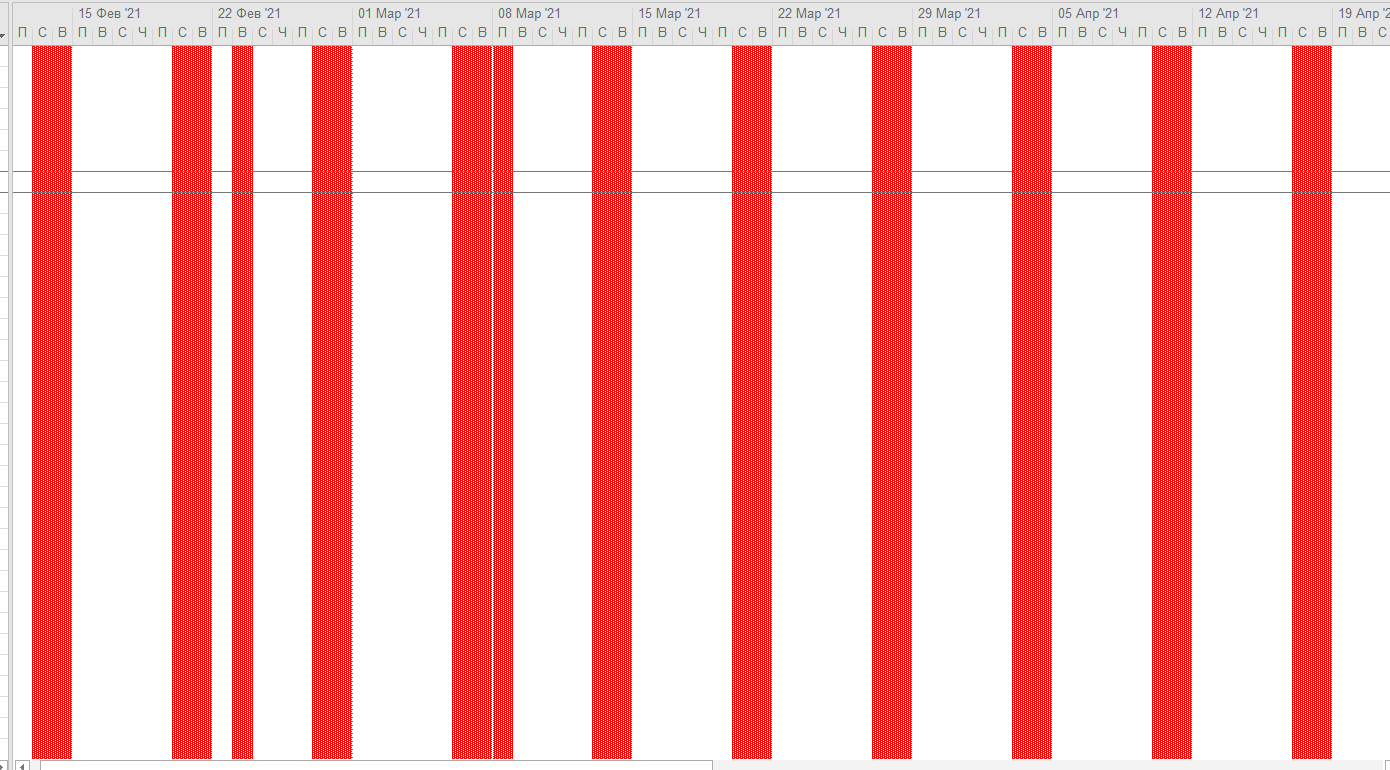 15 Фев '21 22 Фев '21 01 Мар '21 08 Мар '21 15 Мар '21 22 Мар '21 29 Мар '21 05 Апр '21 12 Апр '21 19 Апр '2
П С В П В С Ч П С В П В С Ч П С В П В С Ч П С В П В С Ч П С В П В С Ч П С В П В С Ч П С В П В С Ч П С В П В С Ч П С В П В С Ч П С В П В С